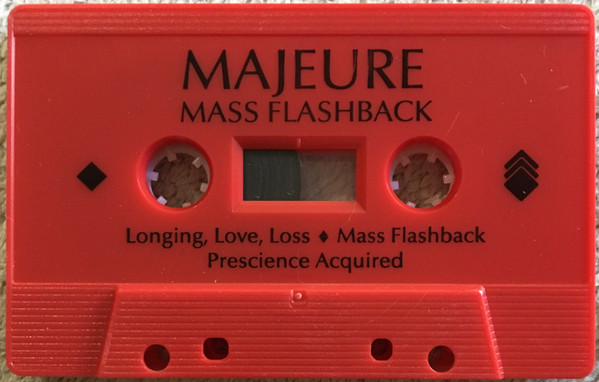 MAJEURE
MASS FLASHBACK
Longing, Love, Loss ♦ Mass Flashback
Prescience Acquired